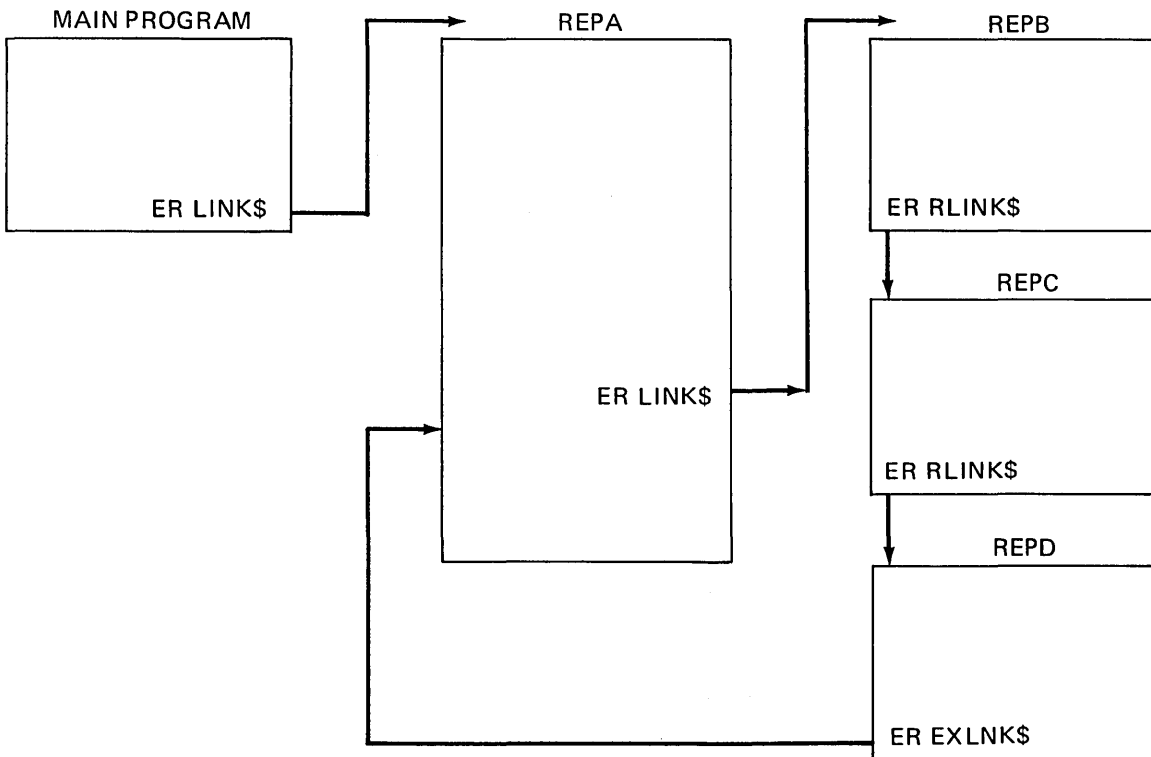 MAIN PROGRAM
REPA
REPB
ER LINK$
ER RLINK$
REPC
ER LINK$
ER RLINK$
REPD
ER EXLNK$